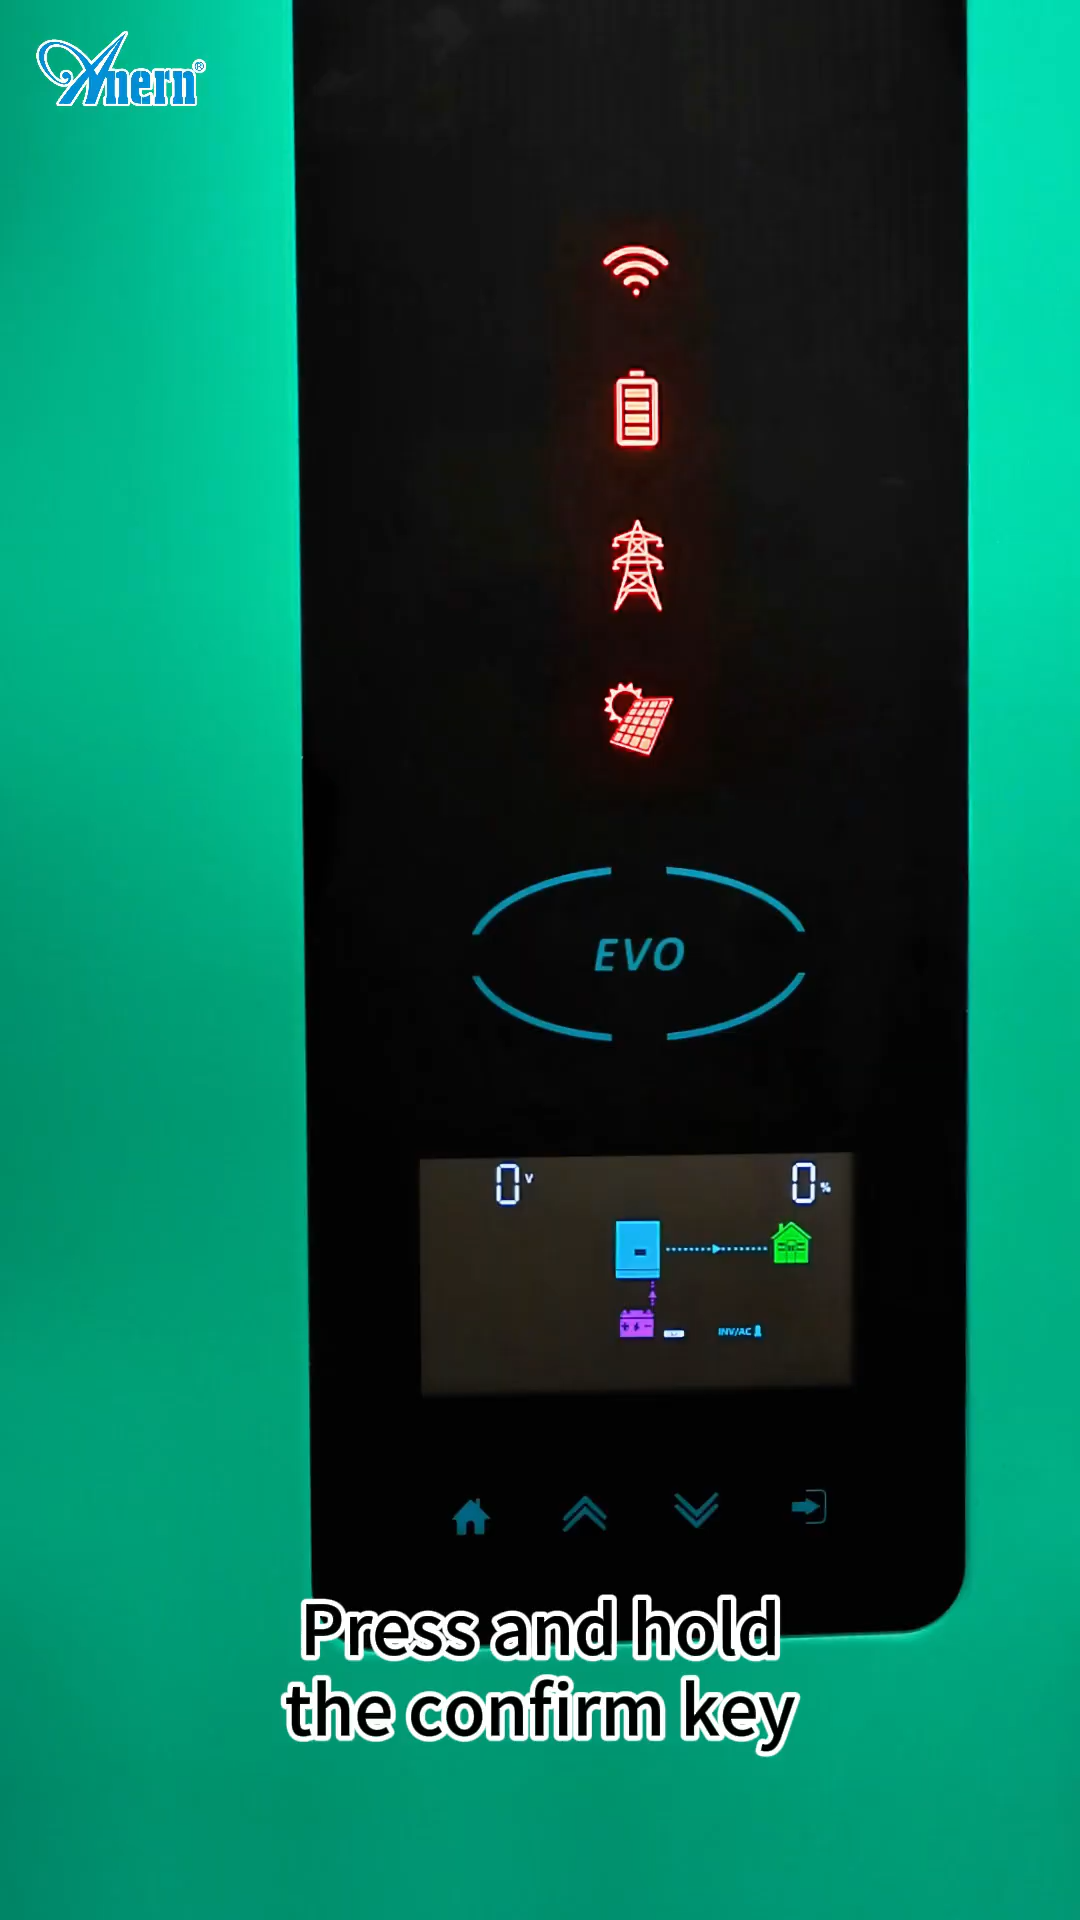 Anern®
EVO
0V
0%
INV/AC
Press and hold
the confirm key